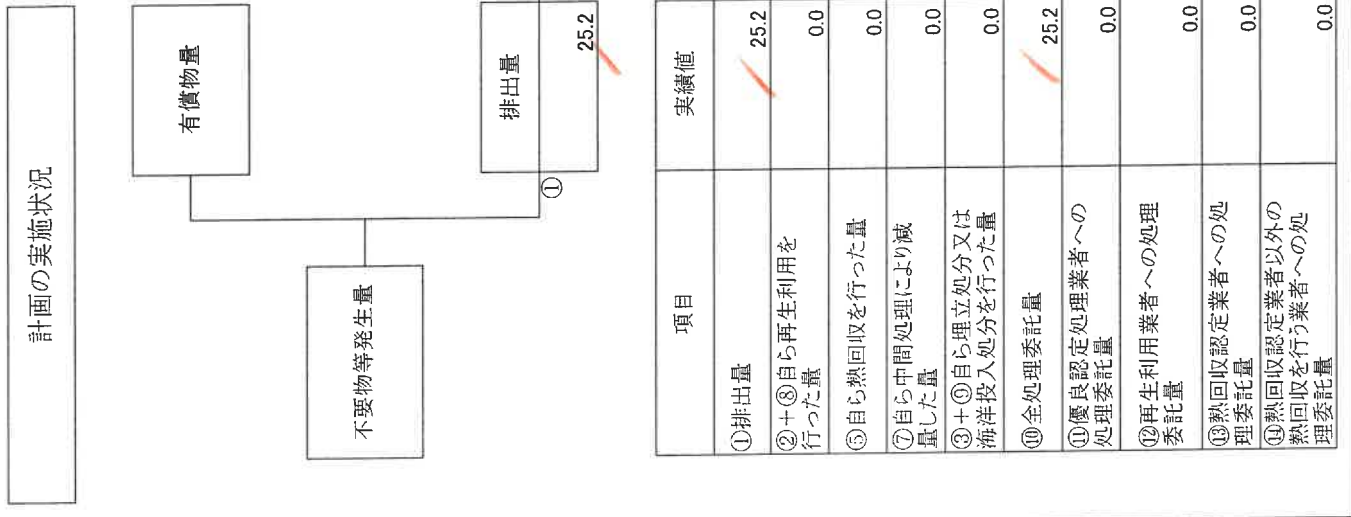 計画の実施状況
有償物量
不要物等発生量
排出量
①
25.2
項目
実績値
①排出量
25.2
②+⑧自ら再生利用を
行った量
0.0
⑤自ら熱回収を行った量
0.0
⑦自ら中間処理により減
量した量
0.0
③+⑨自ら埋立処分又は
海洋投入処分を行った量
0.0
⑩全処理委託量
25.2
⑪優良認定処理業者への
処理委託量
0.0
⑫再生利用業者への処理
委託量
0.0
⑬熱回収認定業者への処
理委託量
0.0
⑭熱回収認定業者以外の
熱回収を行う業者への処
理委託量
0.0